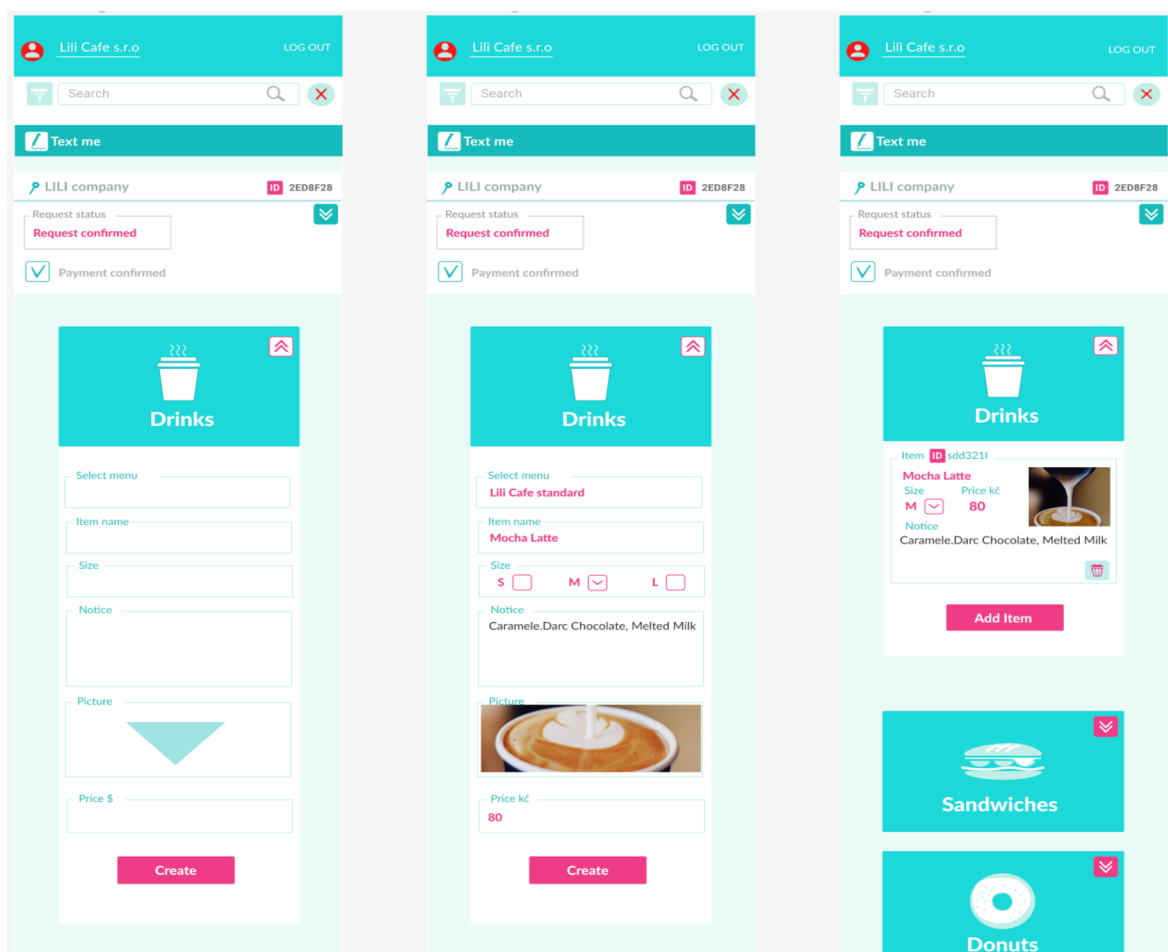 Lili Cafe s.r.o LOG OUT
Search
Text me
LILI company ID 2ED8F28
Request status
Request confirmed
Payment confirmed
Drinks
Select menu
Item name
Size
Notice
Picture
Price $
Create
Lili Cafe s.r.o LOG OUT
Search
Text me
LILI company ID 2ED8F28
Request status
Request confirmed
Payment confirmed
Drinks
Select menu
Lili Cafe standard
Item name
Mocha Latte
Size
S M L
Notice
Caramele.Darc Chocolate, Melted Milk
Picture
Price kč
80
Create
Lili Cafe s.r.o LOG OUT
Search
Text me
LILI company ID 2ED8F28
Request status
Request confirmed
Payment confirmed
Drinks
Item ID sdd321I
Mocha Latte
Size Price kč
M 80
Notice
Caramele.Darc Chocolate, Melted Milk
Add Item
Sandwiches
Donuts